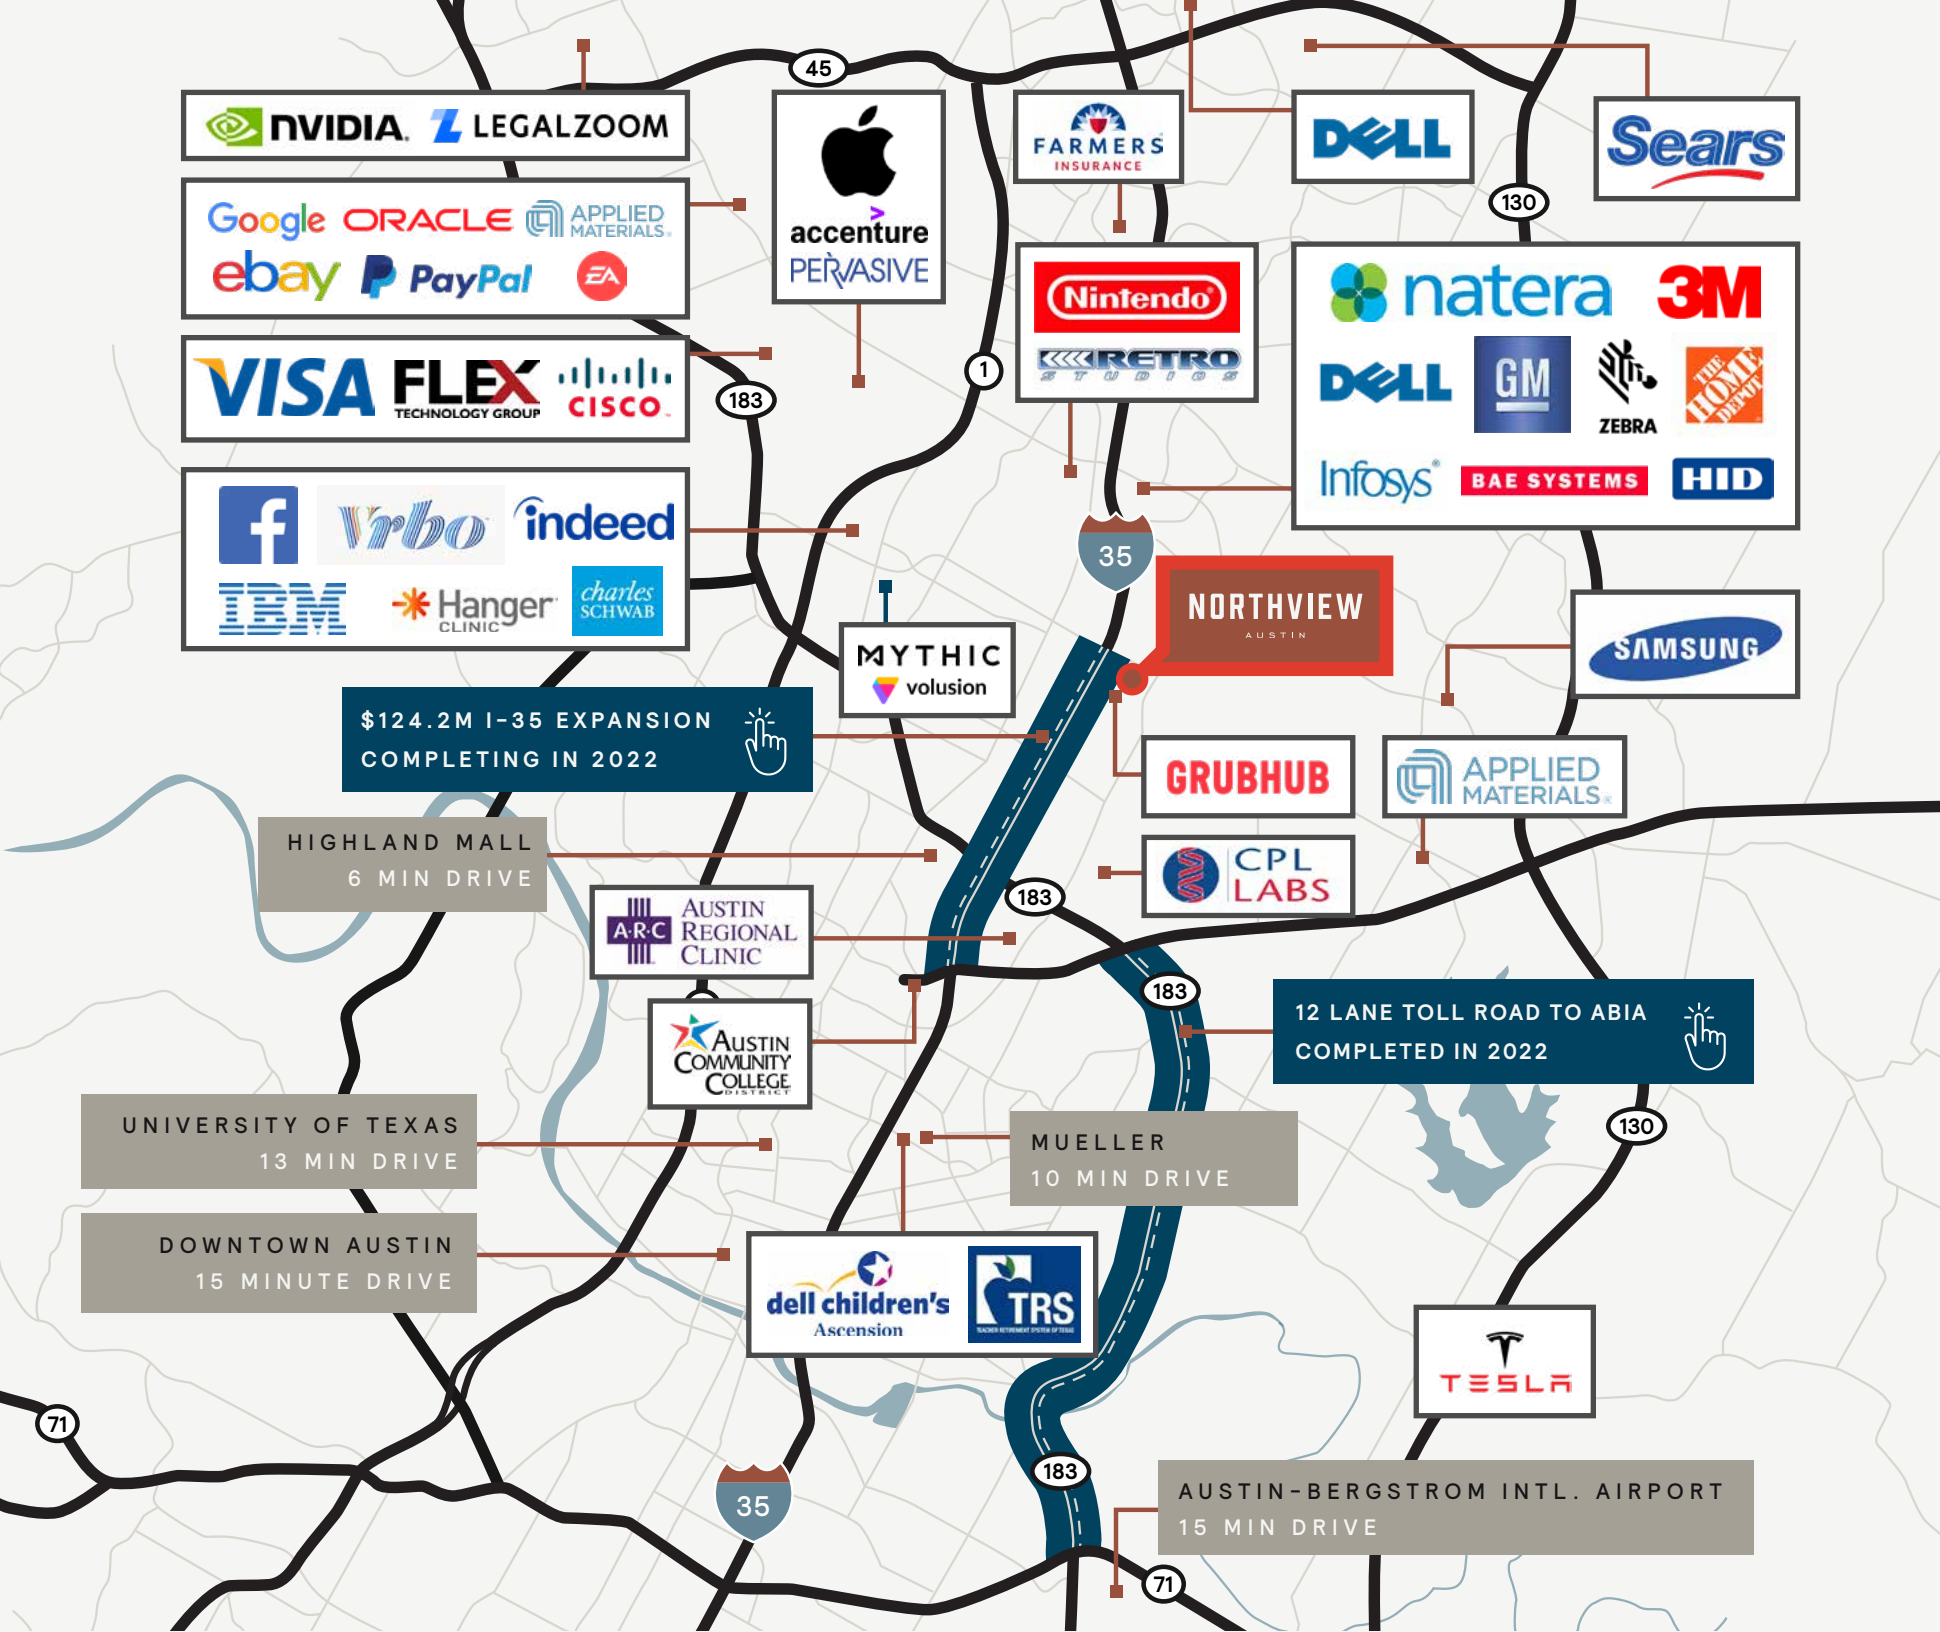 45
NVIDIA. LEGALZOOM
Google ORACLE APPLIED MATERIALS
ebay PayPal EA
accenture
PERVASIVE
FARMERS
INSURANCE
DELL
Sears
130
Nintendo
RETRO
STUDIOS
natera 3M
DELL GM ZEBRA THE HOME DEPOT
Infosys BAE SYSTEMS HID
VISA FLEX
TECHNOLOGY GROUP
CISCO
183
1
f Vrbo indeed
IBM Hanger
CLINIC
charles
SCHWAB
35
NORTHVIEW
AUSTIN
MYTHIC
volusion
SAMSUNG
$124.2M I-35 EXPANSION
COMPLETING IN 2022
GRUBHUB
APPLIED
MATERIALS
HIGHLAND MALL
6 MIN DRIVE
CPL
LABS
183
A·R·C
AUSTIN
REGIONAL
CLINIC
183
12 LANE TOLL ROAD TO ABIA
COMPLETED IN 2022
AUSTIN
COMMUNITY
COLLEGE
DISTRICT
UNIVERSITY OF TEXAS
13 MIN DRIVE
MUELLER
10 MIN DRIVE
130
DOWNTOWN AUSTIN
15 MINUTE DRIVE
dell children's
Ascension
TRS
TEACHER RETIREMENT SYSTEM OF TEXAS
TESLA
71
183
35
AUSTIN-BERGSTROM INTL. AIRPORT
15 MIN DRIVE
71